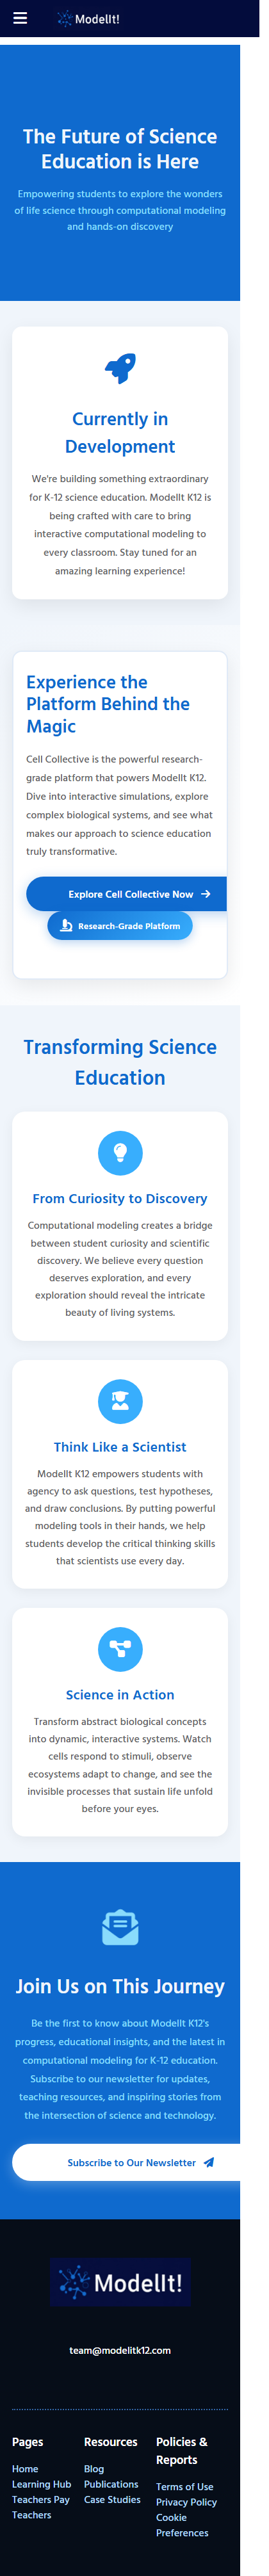 ModelIt!
The Future of Science
Education is Here
Empowering students to explore the wonders
of life science through computational modeling
and hands-on discovery
Currently in
Development
We're building something extraordinary
for K-12 science education. ModelIt K12 is
being crafted with care to bring
interactive computational modeling to
every classroom. Stay tuned for an
amazing learning experience!
Experience the
Platform Behind the
Magic
Cell Collective is the powerful research-
grade platform that powers ModelIt K12.
Dive into interactive simulations, explore
complex biological systems, and see what
makes our approach to science education
truly transformative.
Explore Cell Collective Now
Research-Grade Platform
Transforming Science
Education
From Curiosity to Discovery
Computational modeling creates a bridge
between student curiosity and scientific
discovery. We believe every question
deserves exploration, and every
exploration should reveal the intricate
beauty of living systems.
Think Like a Scientist
ModelIt K12 empowers students with
agency to ask questions, test hypotheses,
and draw conclusions. By putting powerful
modeling tools in their hands, we help
students develop the critical thinking skills
that scientists use every day.
Science in Action
Transform abstract biological concepts
into dynamic, interactive systems. Watch
cells respond to stimuli, observe
ecosystems adapt to change, and see the
invisible processes that sustain life unfold
before your eyes.
Join Us on This Journey
Be the first to know about ModelIt K12's
progress, educational insights, and the latest in
computational modeling for K-12 education.
Subscribe to our newsletter for updates,
teaching resources, and inspiring stories from
the intersection of science and technology.
Subscribe to Our Newsletter
ModelIt!
team@modelitk12.com
Pages
Home
Learning Hub
Teachers Pay
Teachers
Resources
Blog
Publications
Case Studies
Policies &
Reports
Terms of Use
Privacy Policy
Cookie
Preferences